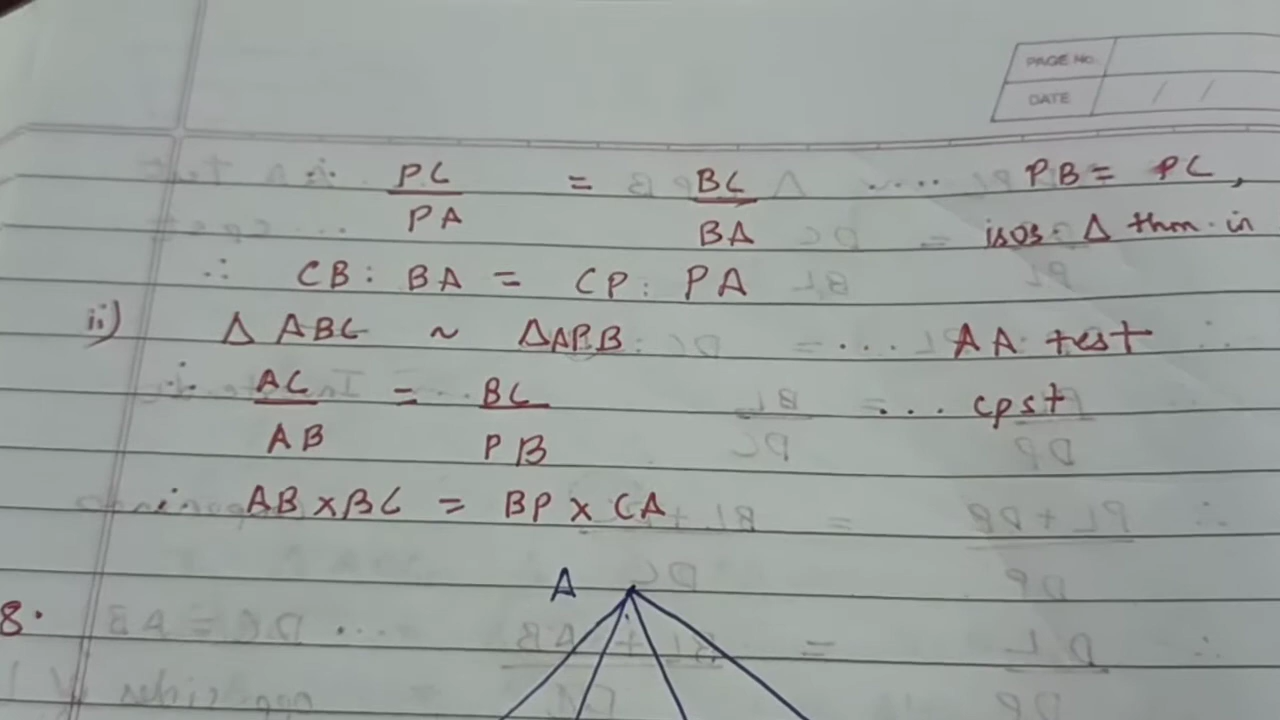 PAGE No.
DATE / /
∴ PC/PA = BC/BA .... PB = PC,
isos. Δ thm. in
∴ CB : BA = CP : PA
ii) Δ ABC ~ Δ APB. .... AA test
∴ AC/AB = BC/PB ... cpst
∴ AB × BC = BP × CA
A
8.